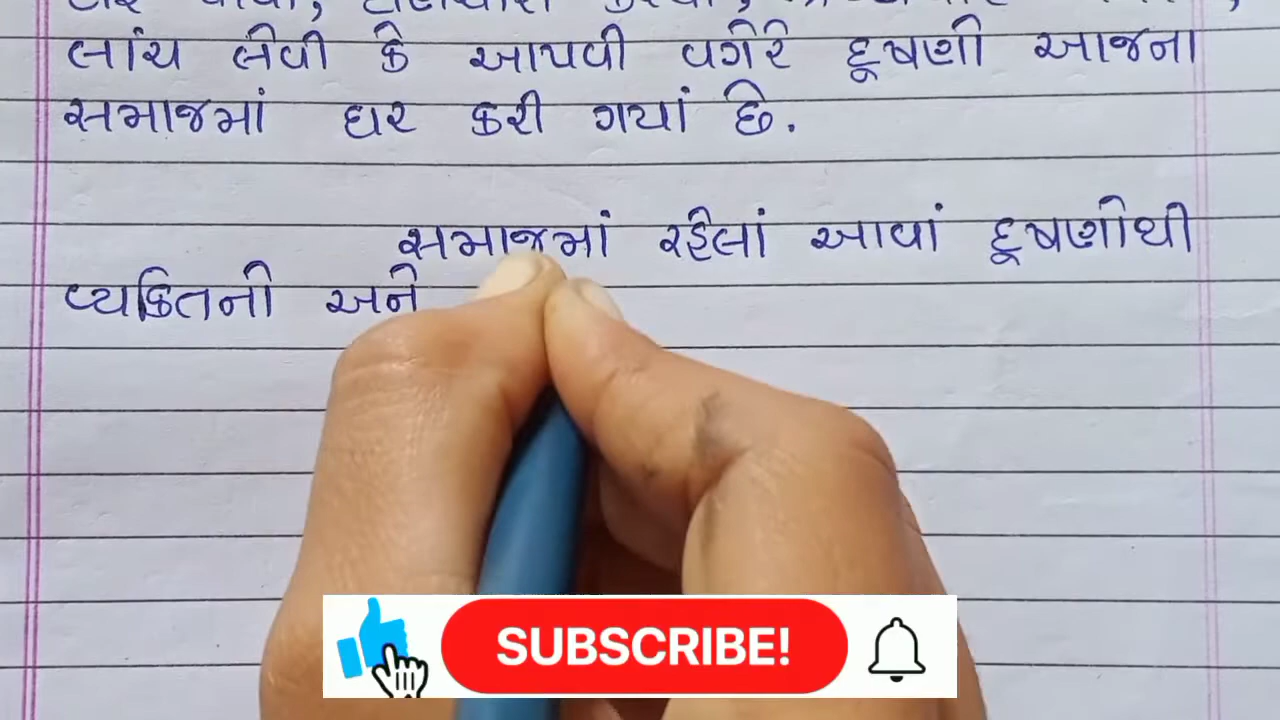 લાંચ લેવી કે આપવી વગેરે દૂષણો આજના
સમાજમાં ઘર કરી ગયાં છે.
સમાજમાં રહેલાં આવાં દૂષણોથી
વ્યક્તિની અને
SUBSCRIBE!